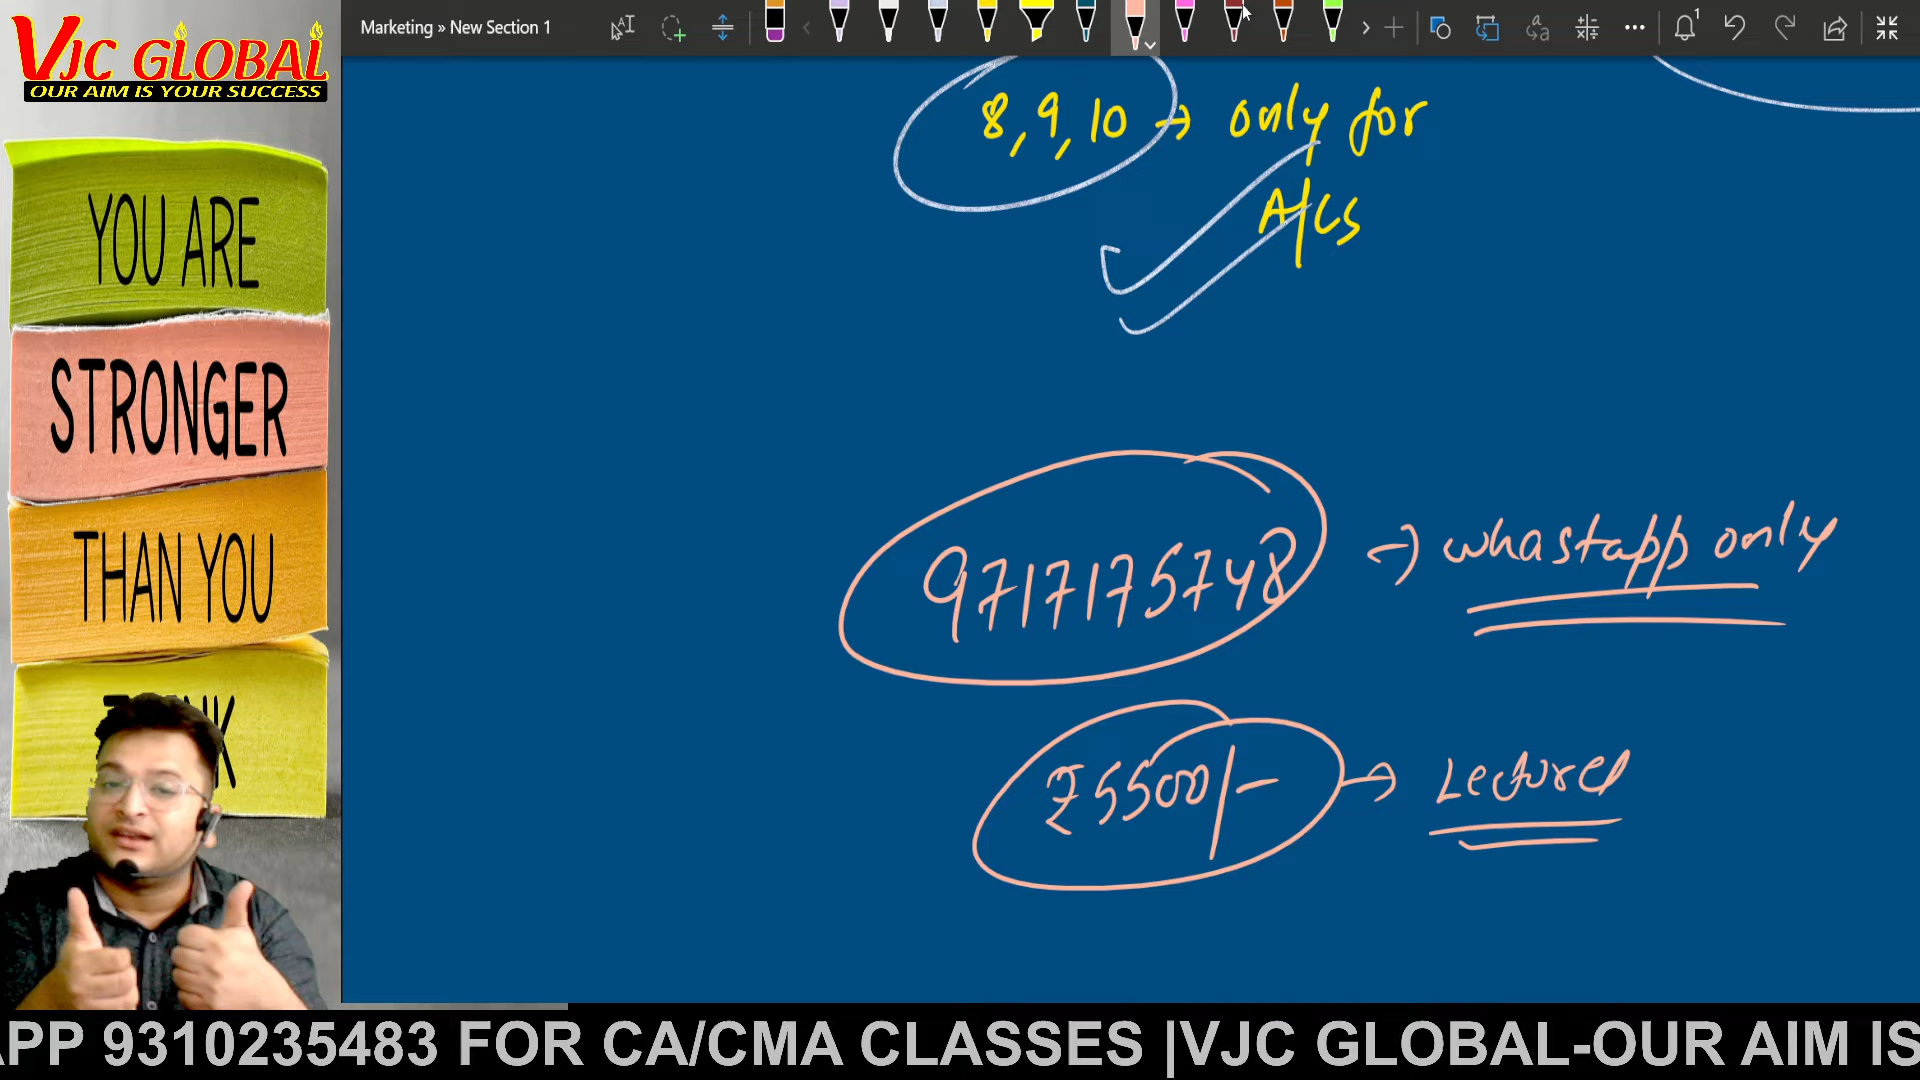 VJC GLOBAL
OUR AIM IS YOUR SUCCESS
Marketing » New Section 1
YOU ARE
STRONGER
THAN YOU
8, 9, 10 → only for
A/Cs
9717175748 → whastapp only
₹5500/- → Lectures
APP 9310235483 FOR CA/CMA CLASSES |VJC GLOBAL-OUR AIM IS